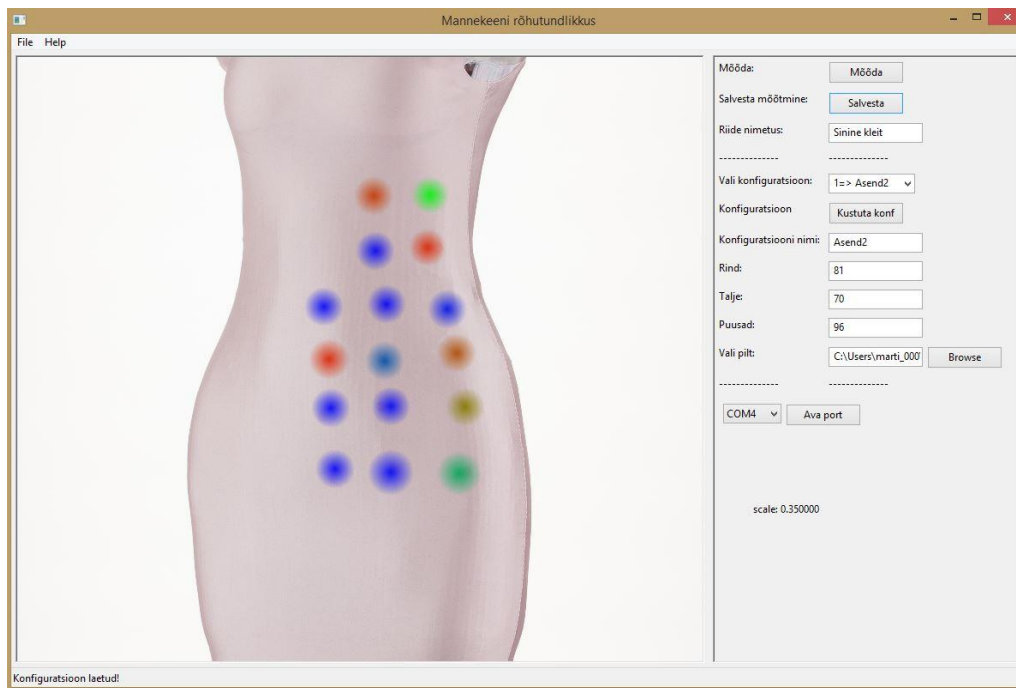 Mannekeeni rõhutundlikkus
File Help
Mõõda: Mõõda
Salvesta mõõtmine: Salvesta
Riide nimetus: Sinine kleit
-------------- --------------
Vali konfiguratsioon: 1=> Asend2
Konfiguratsioon Kustuta konf
Konfiguratsiooni nimi: Asend2
Rind: 81
Talje: 70
Puusad: 96
Vali pilt: C:\Users\marti_000 Browse
-------------- --------------
COM4 Ava port
scale: 0.350000
Konfiguratsioon laetud!